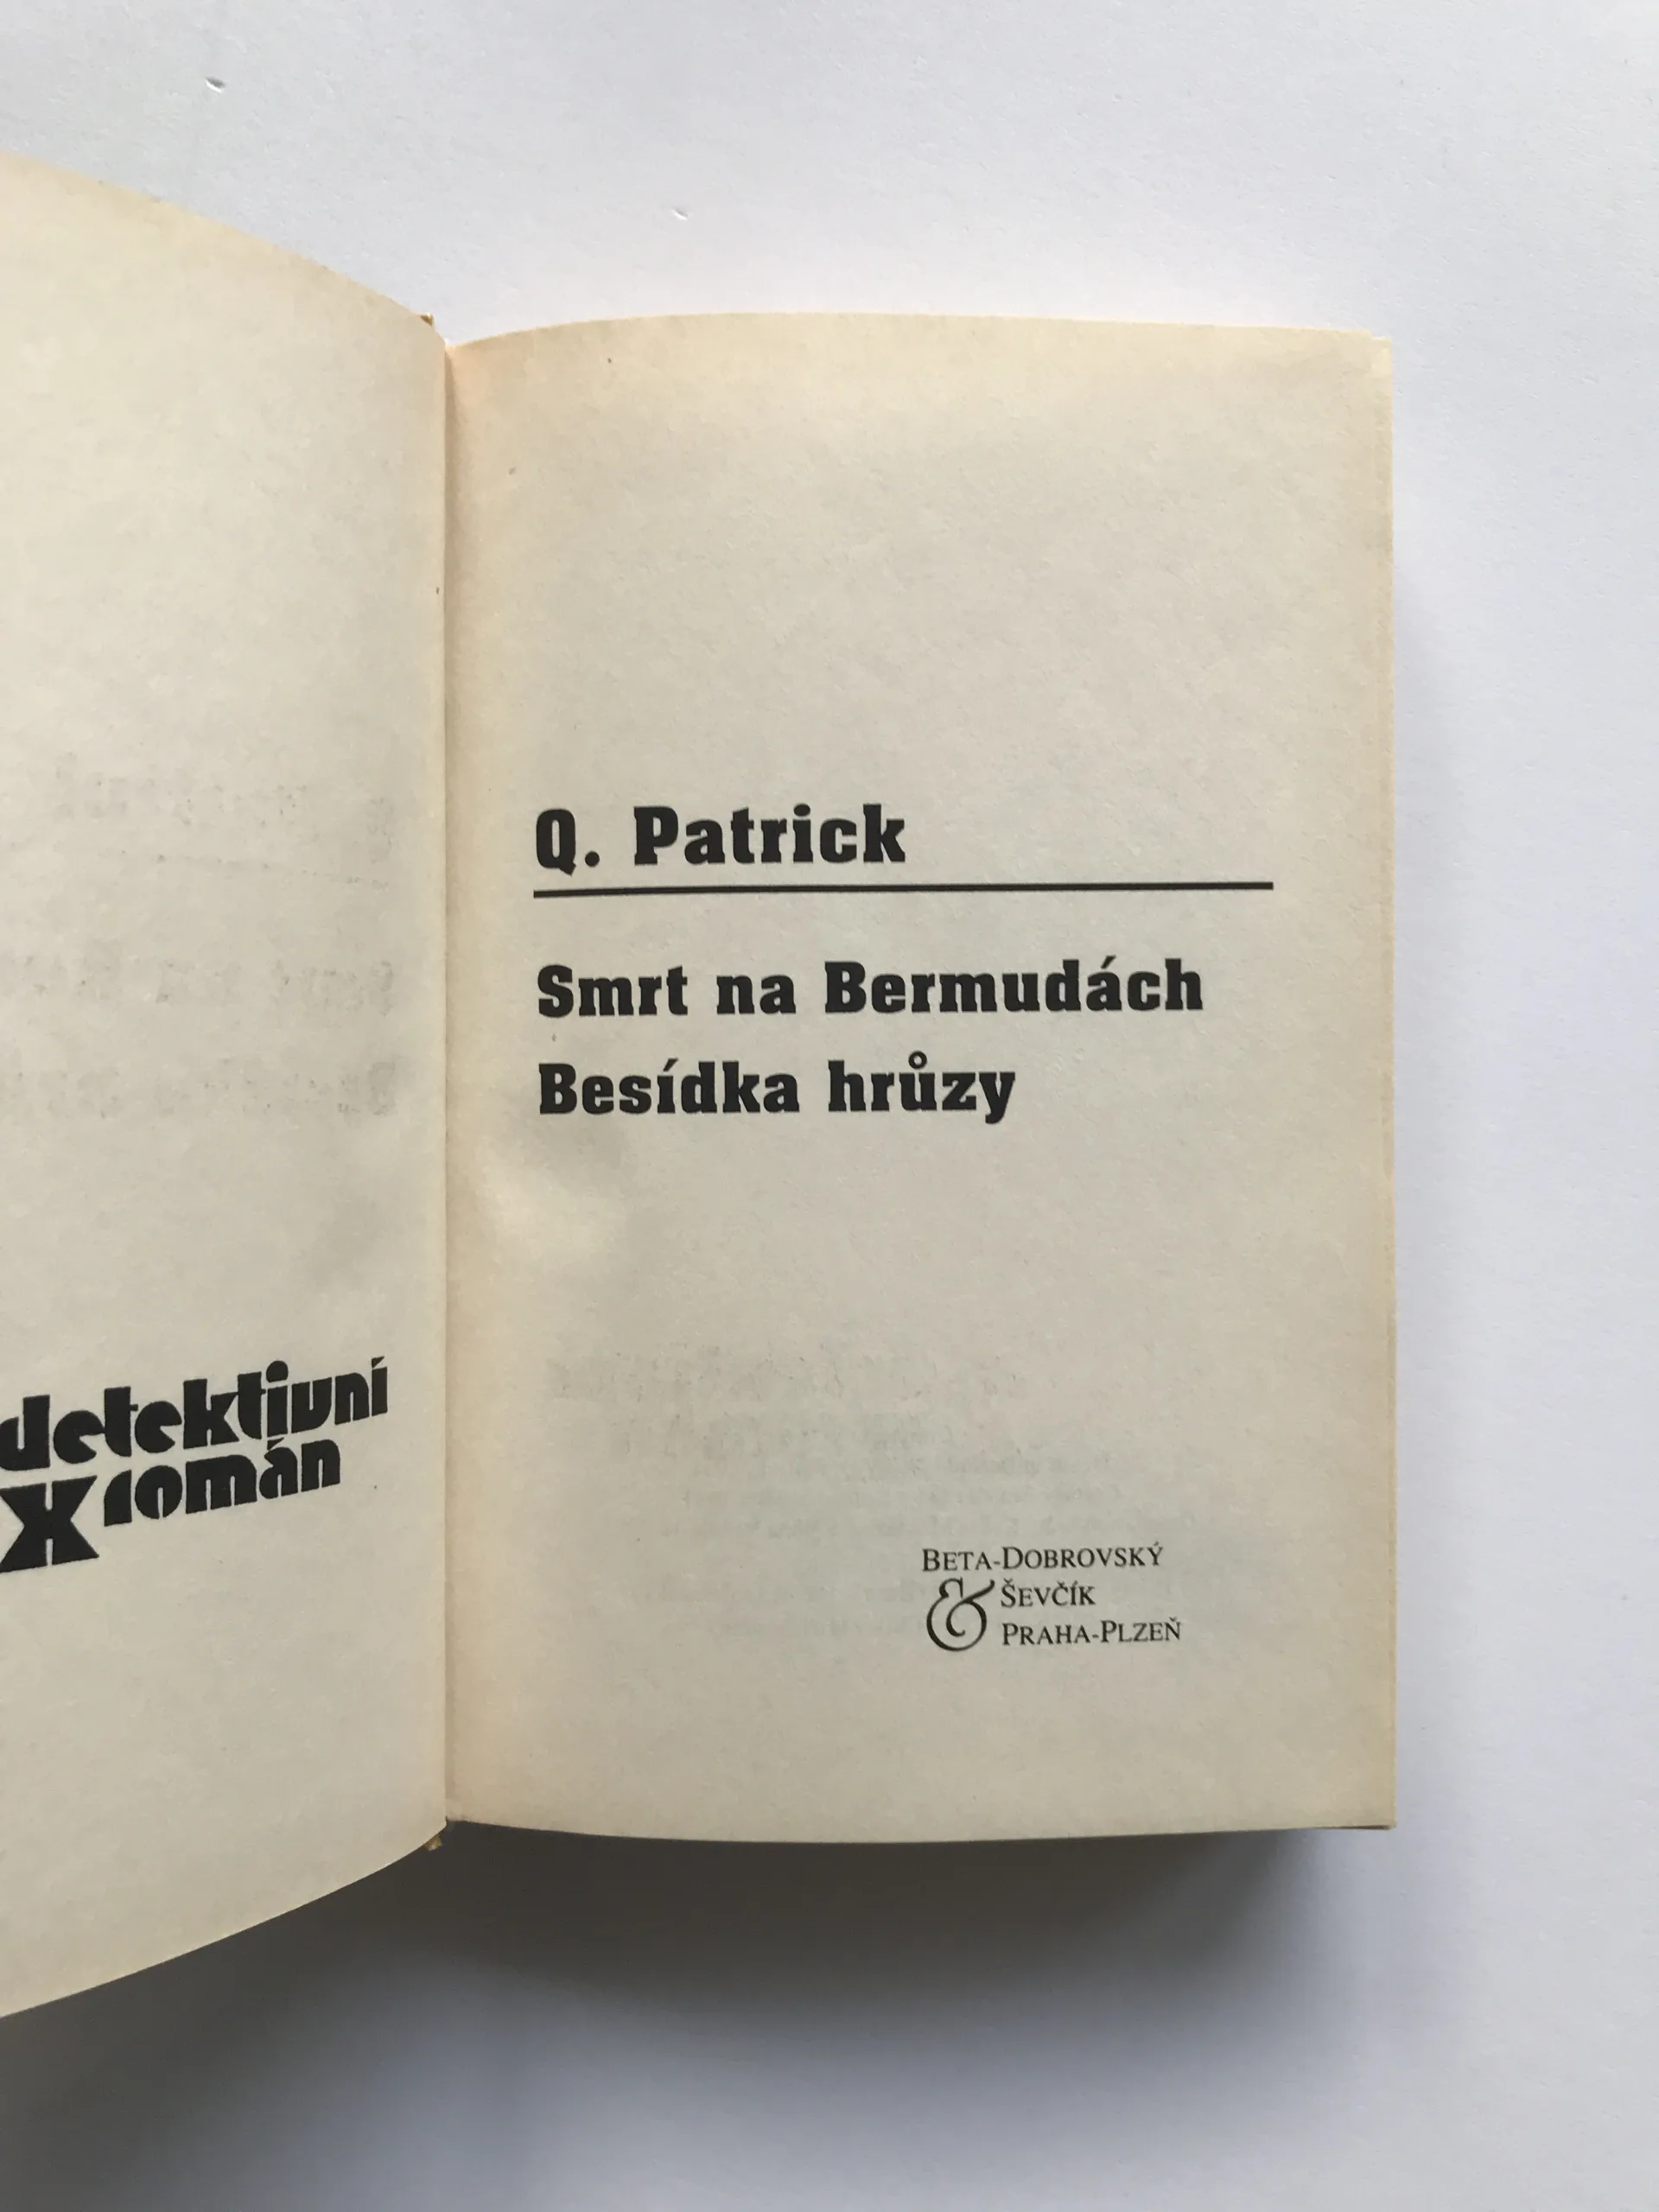 detektivní
X román
Q. Patrick
Smrt na Bermudách
Besídka hrůzy
BETA-DOBROVSKÝ
& ŠEVČÍK
PRAHA-PLZEŇ